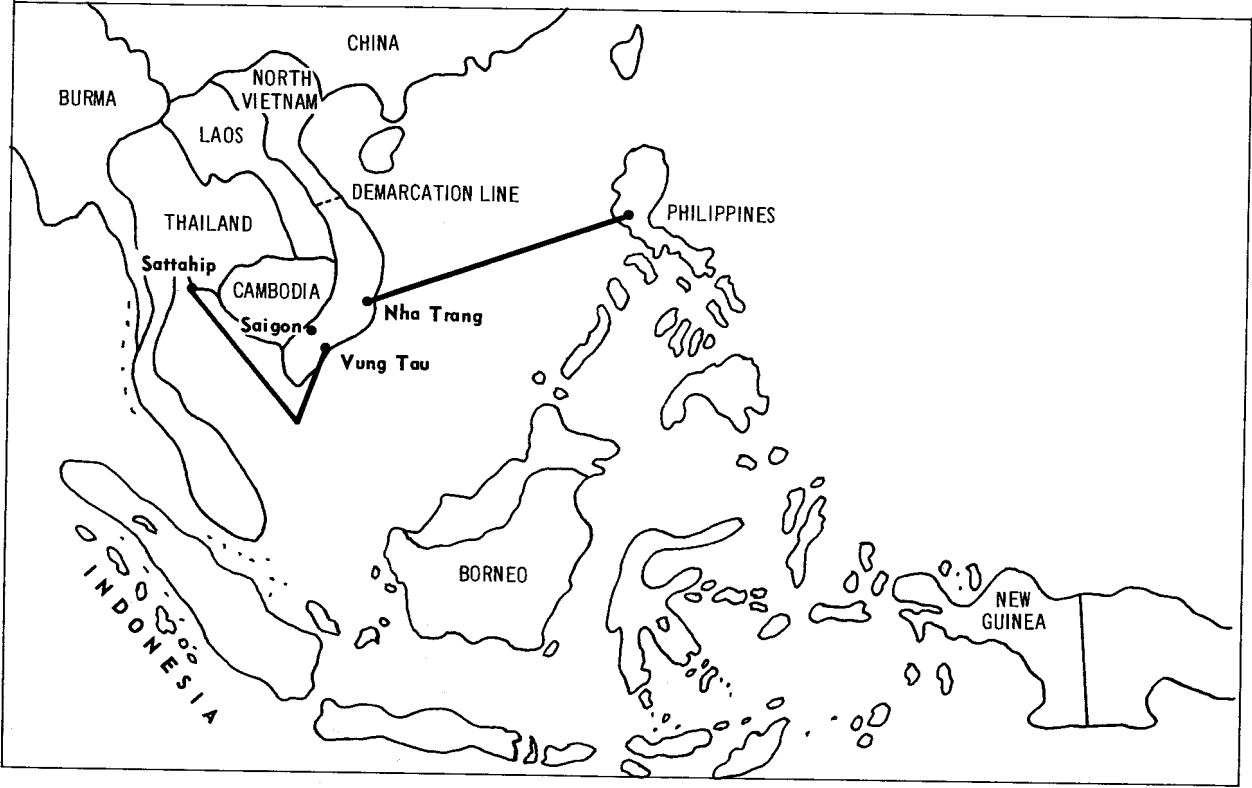 CHINA
BURMA
NORTH
VIETNAM
LAOS
DEMARCATION LINE
THAILAND
PHILIPPINES
Sattahip
CAMBODIA
Nha Trang
Saigon
Vung Tau
BORNEO
INDONESIA
NEW
GUINEA